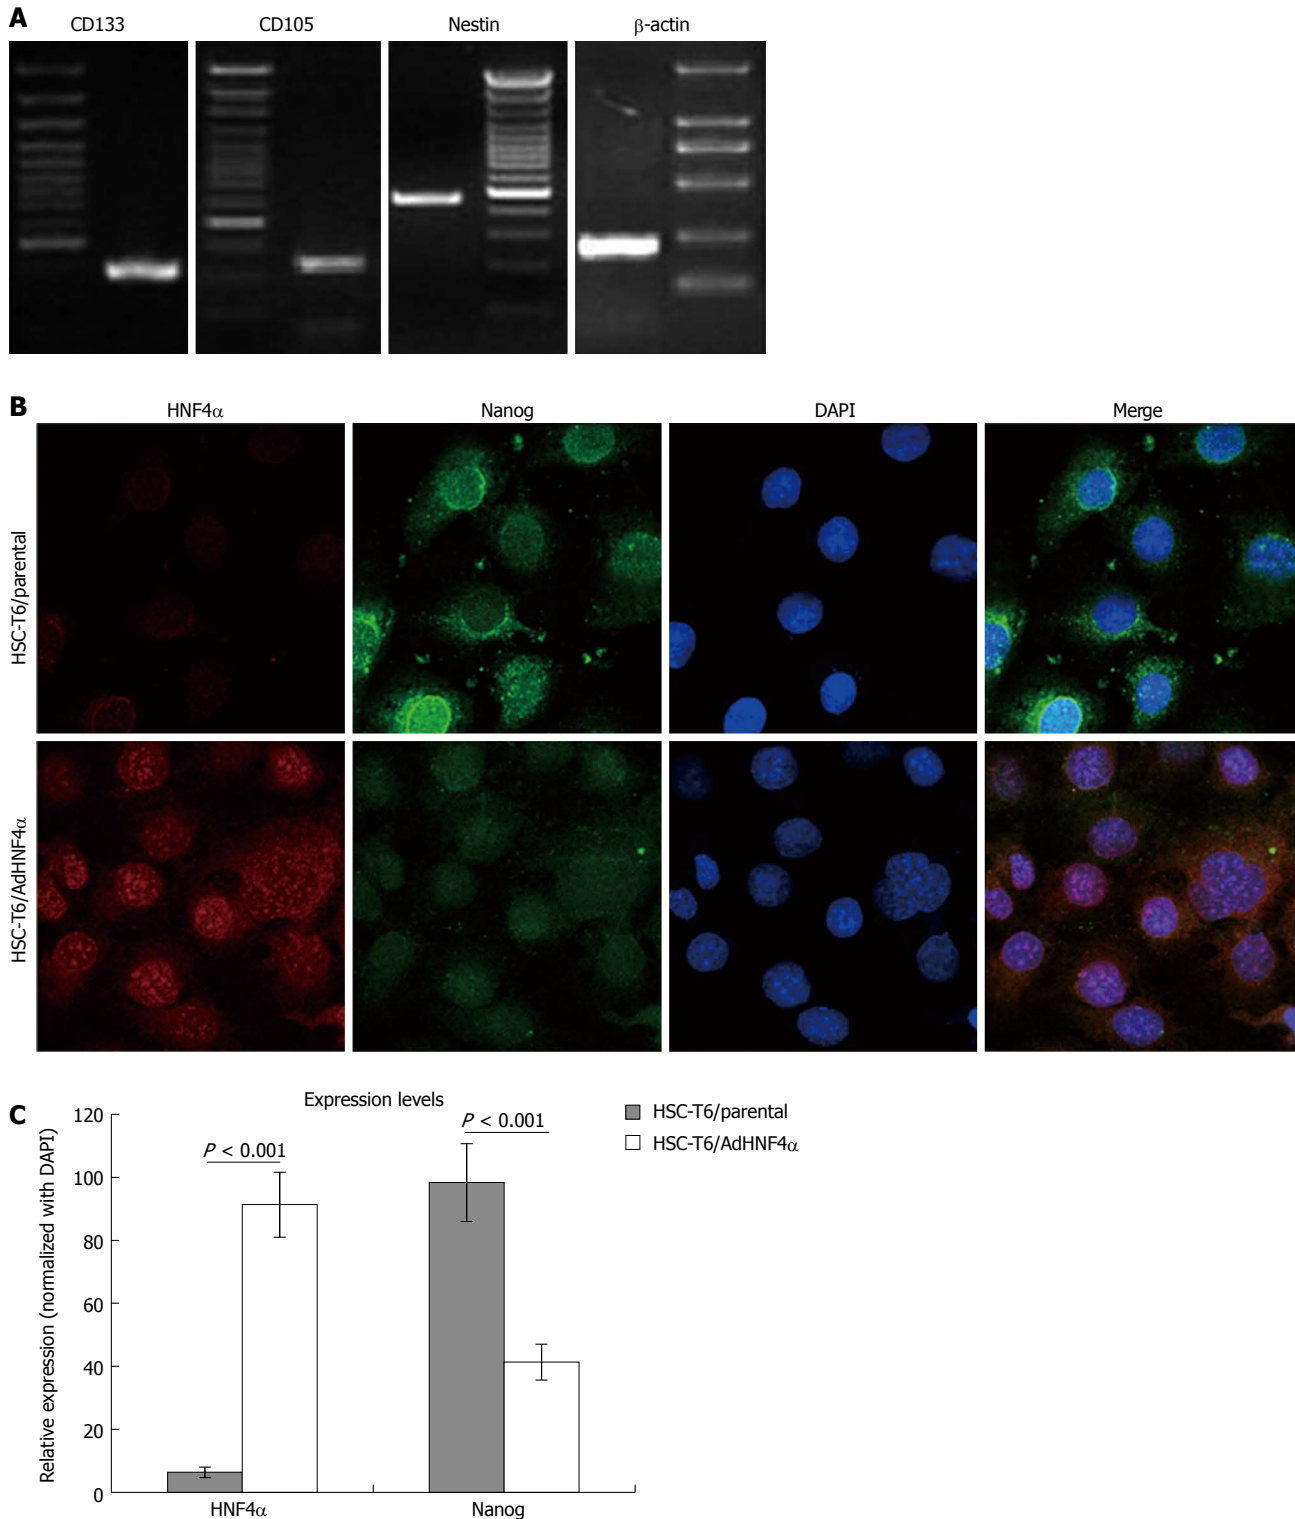 A
CD133 CD105 Nestin β-actin
B
HNF4α Nanog DAPI Merge
HSC-T6/parental
HSC-T6/AdHNF4α
C
Expression levels
HSC-T6/parental
HSC-T6/AdHNF4α
P < 0.001
P < 0.001
Relative expression (normalized with DAPI)
120
100
80
60
40
20
0
HNF4α Nanog